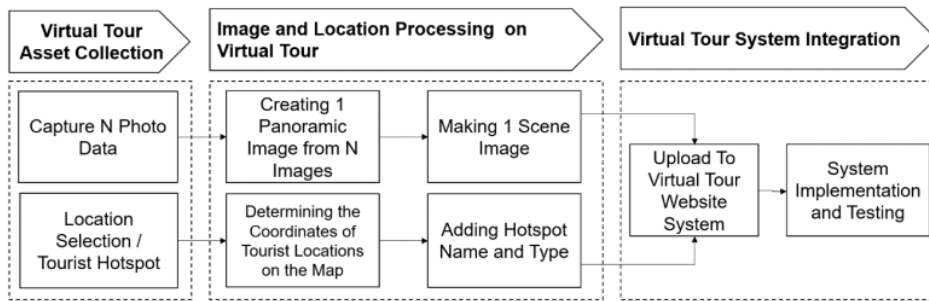 Virtual Tour
Asset Collection
Image and Location Processing on
Virtual Tour
Virtual Tour System Integration
Capture N Photo
Data
Creating 1
Panoramic
Image from N
Images
Making 1 Scene
Image
Upload To
Virtual Tour
Website
System
System
Implementation
and Testing
Location
Selection /
Tourist Hotspot
Determining the
Coordinates of
Tourist Locations
on the Map
Adding Hotspot
Name and Type